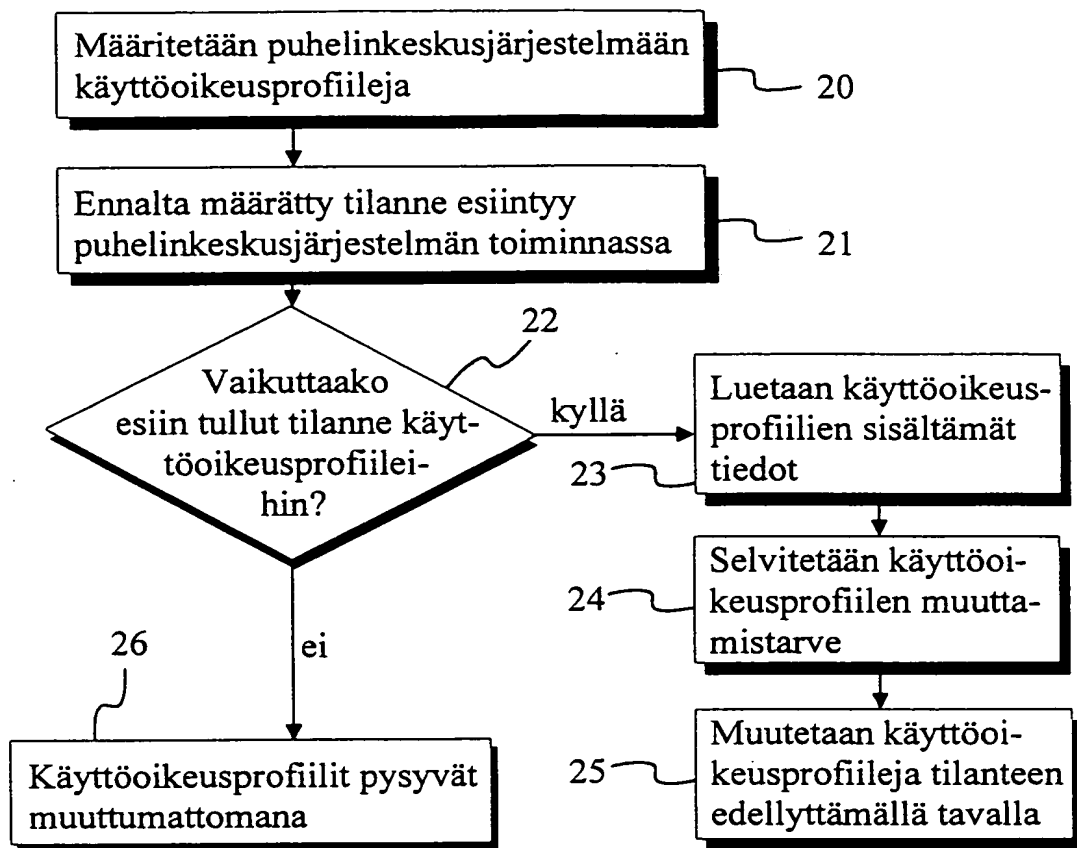 Määritetään puhelinkeskusjärjestelmään
käyttöoikeusprofiileja
20
Ennalta määrätty tilanne esiintyy
puhelinkeskusjärjestelmän toiminnassa
21
22
Vaikuttaako
esiin tullut tilanne käyt-
töoikeusprofiilei-
hin?
kyllä
Luetaan käyttöoikeus-
profiilien sisältämät
tiedot
23
Selvitetään käyttöoi-
keusprofiilen muutta-
mistarve
24
Muutetaan käyttöoi-
keusprofiileja tilanteen
edellyttämällä tavalla
25
ei
26
Käyttöoikeusprofiilit pysyvät
muuttumattomana